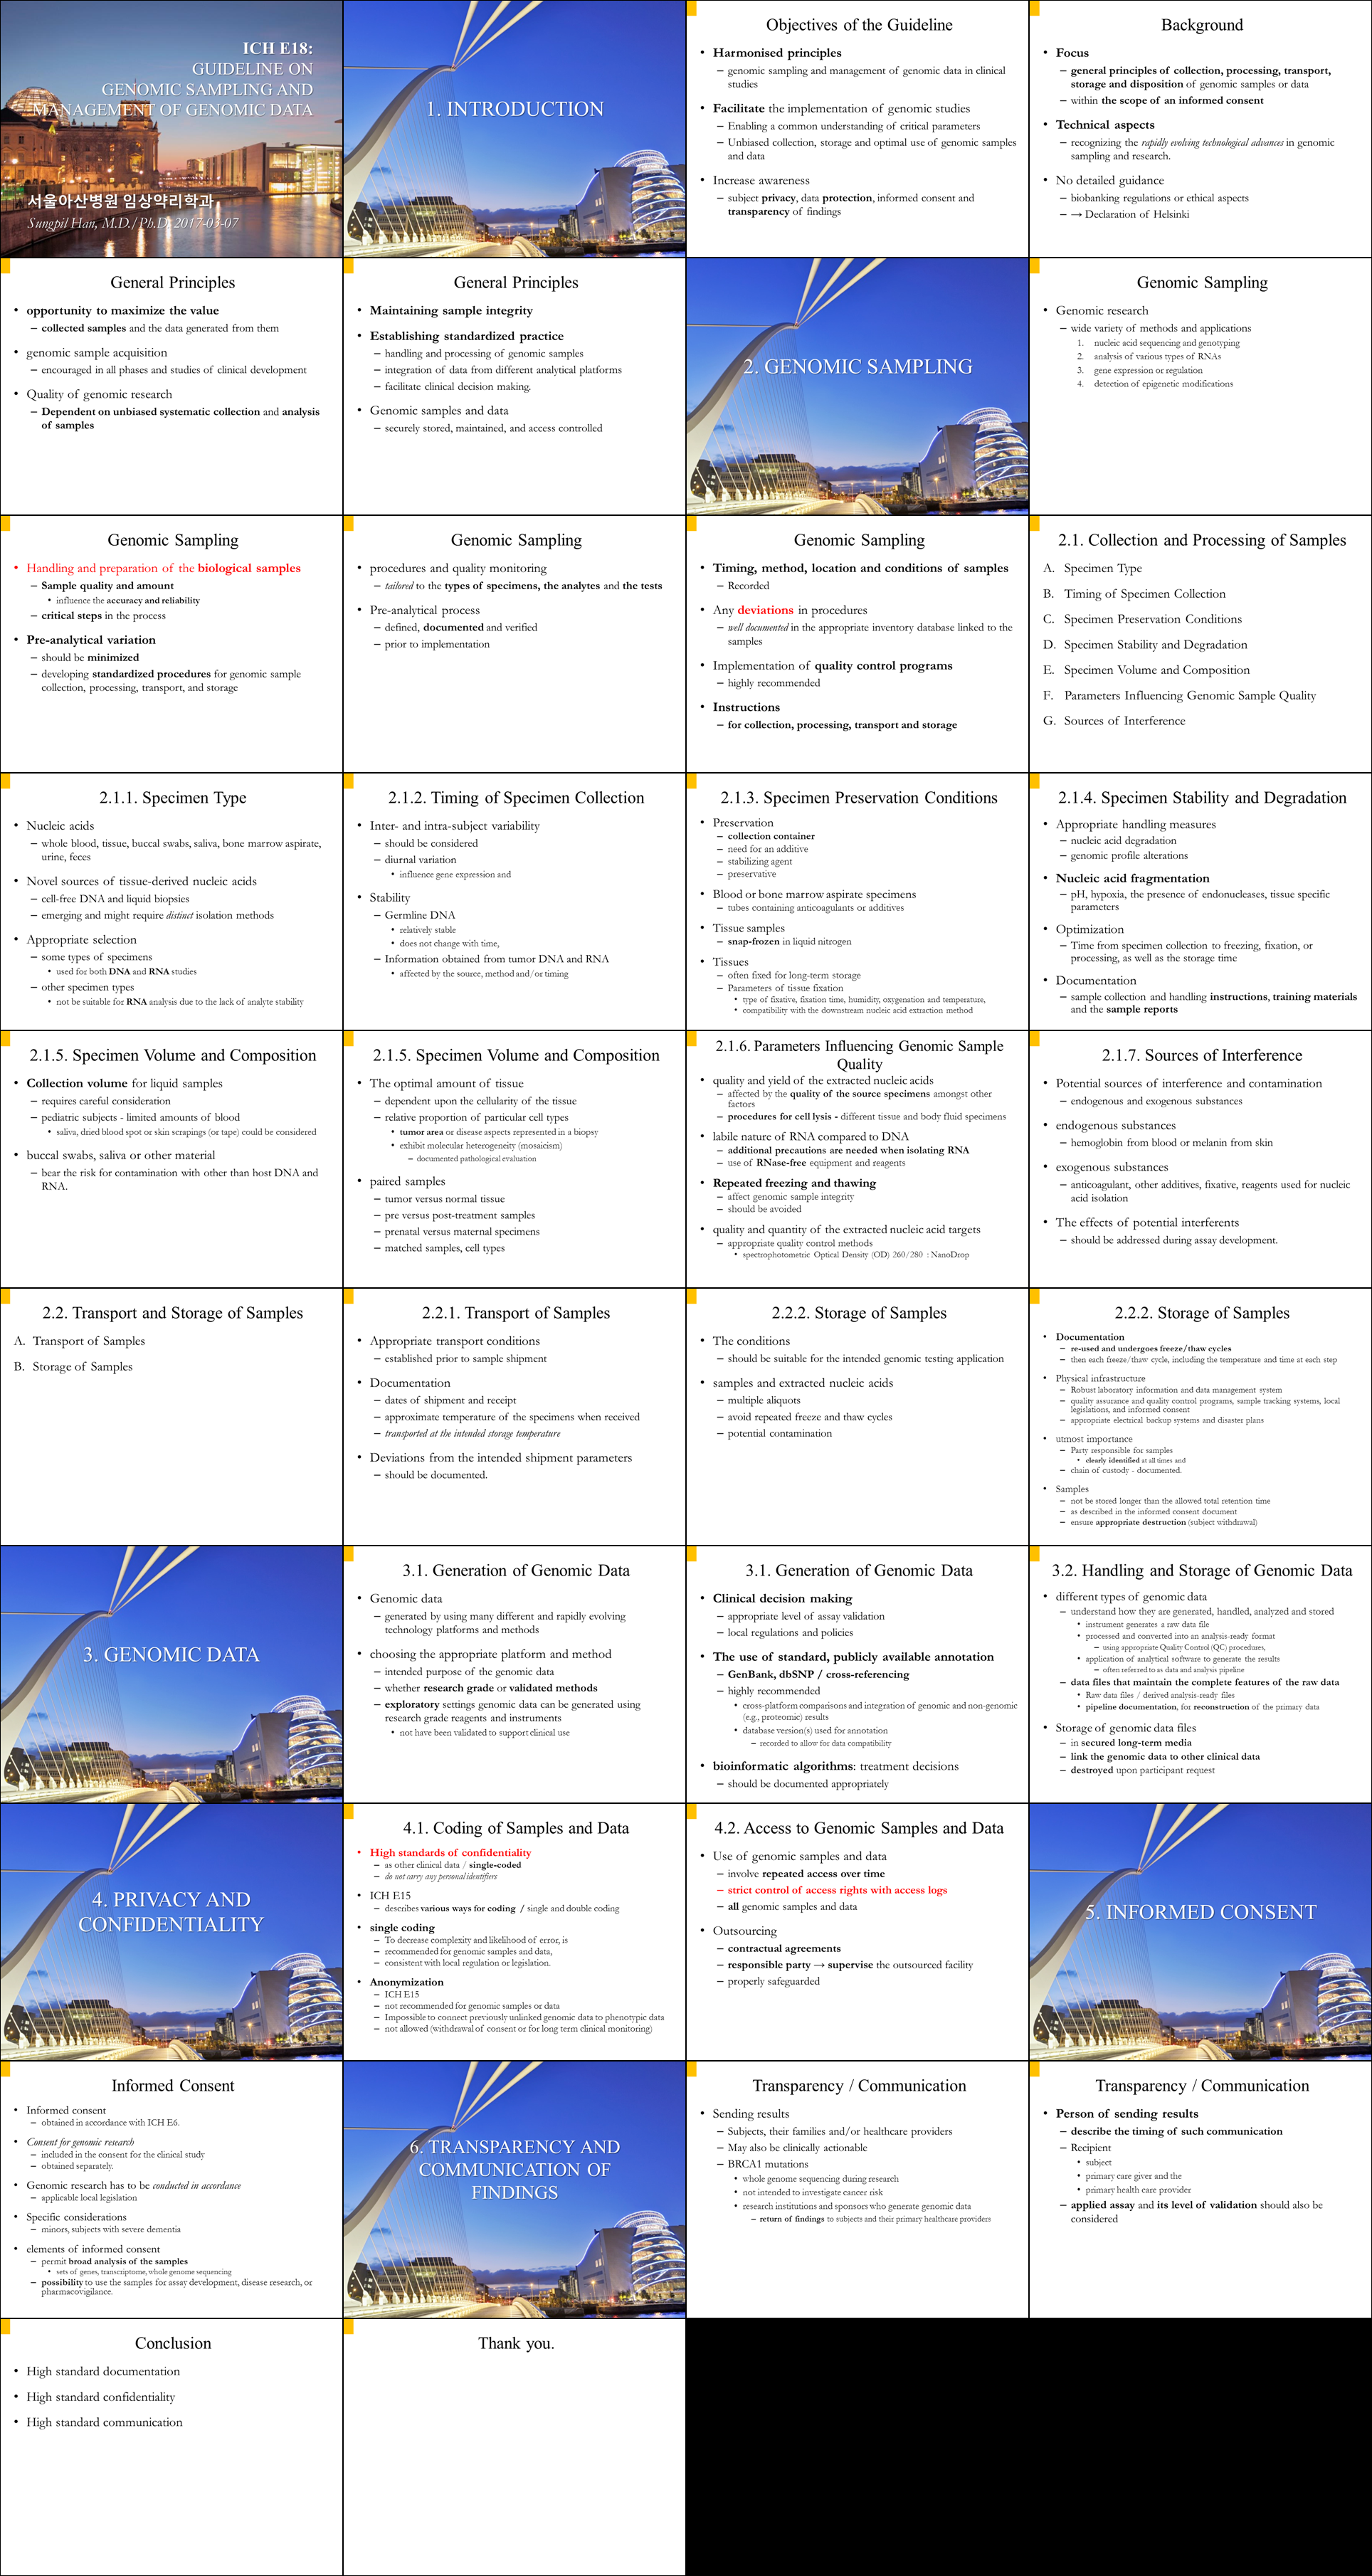 ICH E18:
GUIDELINE ON
GENOMIC SAMPLING AND
MANAGEMENT OF GENOMIC DATA
서울아산병원 임상약리학과
Sungpil Han, M.D./Ph.D. 2017-03-07
1. INTRODUCTION
Objectives of the Guideline
• Harmonised principles
– genomic sampling and management of genomic data in clinical
studies
• Facilitate the implementation of genomic studies
– Enabling a common understanding of critical parameters
– Unbiased collection, storage and optimal use of genomic samples
and data
• Increase awareness
– subject privacy, data protection, informed consent and
transparency of findings
Background
• Focus
– general principles of collection, processing, transport,
storage and disposition of genomic samples or data
– within the scope of an informed consent
• Technical aspects
– recognizing the rapidly evolving technological advances in genomic
sampling and research.
• No detailed guidance
– biobanking regulations or ethical aspects
– → Declaration of Helsinki
General Principles
• opportunity to maximize the value
– collected samples and the data generated from them
• genomic sample acquisition
– encouraged in all phases and studies of clinical development
• Quality of genomic research
– Dependent on unbiased systematic collection and analysis
of samples
General Principles
• Maintaining sample integrity
• Establishing standardized practice
– handling and processing of genomic samples
– integration of data from different analytical platforms
– facilitate clinical decision making.
• Genomic samples and data
– securely stored, maintained, and access controlled
2. GENOMIC SAMPLING
Genomic Sampling
• Genomic research
– wide variety of methods and applications
1. nucleic acid sequencing and genotyping
2. analysis of various types of RNAs
3. gene expression or regulation
4. detection of epigenetic modifications
Genomic Sampling
• Handling and preparation of the biological samples
– Sample quality and amount
• influence the accuracy and reliability
– critical steps in the process
• Pre-analytical variation
– should be minimized
– developing standardized procedures for genomic sample
collection, processing, transport, and storage
Genomic Sampling
• procedures and quality monitoring
– tailored to the types of specimens, the analytes and the tests
• Pre-analytical process
– defined, documented and verified
– prior to implementation
Genomic Sampling
• Timing, method, location and conditions of samples
– Recorded
• Any deviations in procedures
– well documented in the appropriate inventory database linked to the
samples
• Implementation of quality control programs
– highly recommended
• Instructions
– for collection, processing, transport and storage
2.1. Collection and Processing of Samples
A. Specimen Type
B. Timing of Specimen Collection
C. Specimen Preservation Conditions
D. Specimen Stability and Degradation
E. Specimen Volume and Composition
F. Parameters Influencing Genomic Sample Quality
G. Sources of Interference
2.1.1. Specimen Type
• Nucleic acids
– whole blood, tissue, buccal swabs, saliva, bone marrow aspirate,
urine, feces
• Novel sources of tissue-derived nucleic acids
– cell-free DNA and liquid biopsies
– emerging and might require distinct isolation methods
• Appropriate selection
– some types of specimens
• used for both DNA and RNA studies
– other specimen types
• not be suitable for RNA analysis due to the lack of analyte stability
2.1.2. Timing of Specimen Collection
• Inter- and intra-subject variability
– should be considered
– diurnal variation
• influence gene expression and
• Stability
– Germline DNA
• relatively stable
• does not change with time,
– Information obtained from tumor DNA and RNA
• affected by the source, method and/or timing
2.1.3. Specimen Preservation Conditions
• Preservation
– collection container
– need for an additive
– stabilizing agent
– preservative
• Blood or bone marrow aspirate specimens
– tubes containing anticoagulants or additives
• Tissue samples
– snap-frozen in liquid nitrogen
• Tissues
– often fixed for long-term storage
– Parameters of tissue fixation
• type of fixative, fixation time, humidity, oxygenation and temperature,
• compatibility with the downstream nucleic acid extraction method
2.1.4. Specimen Stability and Degradation
• Appropriate handling measures
– nucleic acid degradation
– genomic profile alterations
• Nucleic acid fragmentation
– pH, hypoxia, the presence of endonucleases, tissue specific
parameters
• Optimization
– Time from specimen collection to freezing, fixation, or
processing, as well as the storage time
• Documentation
– sample collection and handling instructions, training materials
and the sample reports
2.1.5. Specimen Volume and Composition
• Collection volume for liquid samples
– requires careful consideration
– pediatric subjects - limited amounts of blood
• saliva, dried blood spot or skin scrapings (or tape) could be considered
• buccal swabs, saliva or other material
– bear the risk for contamination with other than host DNA and
RNA.
2.1.5. Specimen Volume and Composition
• The optimal amount of tissue
– dependent upon the cellularity of the tissue
– relative proportion of particular cell types
• tumor area or disease aspects represented in a biopsy
• exhibit molecular heterogeneity (mosaicism)
– documented pathological evaluation
• paired samples
– tumor versus normal tissue
– pre versus post-treatment samples
– prenatal versus maternal specimens
– matched samples, cell types
2.1.6. Parameters Influencing Genomic Sample
Quality
• quality and yield of the extracted nucleic acids
– affected by the quality of the source specimens amongst other
factors
– procedures for cell lysis - different tissue and body fluid specimens
• labile nature of RNA compared to DNA
– additional precautions are needed when isolating RNA
– use of RNase-free equipment and reagents
• Repeated freezing and thawing
– affect genomic sample integrity
– should be avoided
• quality and quantity of the extracted nucleic acid targets
– appropriate quality control methods
• spectrophotometric Optical Density (OD) 260/280 : NanoDrop
2.1.7. Sources of Interference
• Potential sources of interference and contamination
– endogenous and exogenous substances
• endogenous substances
– hemoglobin from blood or melanin from skin
• exogenous substances
– anticoagulant, other additives, fixative, reagents used for nucleic
acid isolation
• The effects of potential interferents
– should be addressed during assay development.
2.2. Transport and Storage of Samples
A. Transport of Samples
B. Storage of Samples
2.2.1. Transport of Samples
• Appropriate transport conditions
– established prior to sample shipment
• Documentation
– dates of shipment and receipt
– approximate temperature of the specimens when received
– transported at the intended storage temperature
• Deviations from the intended shipment parameters
– should be documented.
2.2.2. Storage of Samples
• The conditions
– should be suitable for the intended genomic testing application
• samples and extracted nucleic acids
– multiple aliquots
– avoid repeated freeze and thaw cycles
– potential contamination
2.2.2. Storage of Samples
• Documentation
– re-used and undergoes freeze/thaw cycles
– then each freeze/thaw cycle, including the temperature and time at each step
• Physical infrastructure
– Robust laboratory information and data management system
– quality assurance and quality control programs, sample tracking systems, local
legislations, and informed consent
– appropriate electrical backup systems and disaster plans
• utmost importance
– Party responsible for samples
• clearly identified at all times and
– chain of custody - documented.
• Samples
– not be stored longer than the allowed total retention time
– as described in the informed consent document
– ensure appropriate destruction (subject withdrawal)
3. GENOMIC DATA
3.1. Generation of Genomic Data
• Genomic data
– generated by using many different and rapidly evolving
technology platforms and methods
• choosing the appropriate platform and method
– intended purpose of the genomic data
– whether research grade or validated methods
– exploratory settings genomic data can be generated using
research grade reagents and instruments
• not have been validated to support clinical use
3.1. Generation of Genomic Data
• Clinical decision making
– appropriate level of assay validation
– local regulations and policies
• The use of standard, publicly available annotation
– GenBank, dbSNP / cross-referencing
– highly recommended
• cross-platform comparisons and integration of genomic and non-genomic
(e.g., proteomic) results
• database version(s) used for annotation
– recorded to allow for data compatibility
• bioinformatic algorithms: treatment decisions
– should be documented appropriately
3.2. Handling and Storage of Genomic Data
• different types of genomic data
– understand how they are generated, handled, analyzed and stored
• instrument generates a raw data file
• processed and converted into an analysis-ready format
– using appropriate Quality Control (QC) procedures,
• application of analytical software to generate the results
– often referred to as data and analysis pipeline
– data files that maintain the complete features of the raw data
• Raw data files / derived analysis-ready files
• pipeline documentation, for reconstruction of the primary data
• Storage of genomic data files
– in secured long-term media
– link the genomic data to other clinical data
– destroyed upon participant request
4. PRIVACY AND
CONFIDENTIALITY
4.1. Coding of Samples and Data
• High standards of confidentiality
– as other clinical data / single-coded
– do not carry any personal identifiers
• ICH E15
– describes various ways for coding / single and double coding
• single coding
– To decrease complexity and likelihood of error, is
– recommended for genomic samples and data,
– consistent with local regulation or legislation.
• Anonymization
– ICH E15
– not recommended for genomic samples or data
– Impossible to connect previously unlinked genomic data to phenotypic data
– not allowed (withdrawal of consent or for long term clinical monitoring)
4.2. Access to Genomic Samples and Data
• Use of genomic samples and data
– involve repeated access over time
– strict control of access rights with access logs
– all genomic samples and data
• Outsourcing
– contractual agreements
– responsible party → supervise the outsourced facility
– properly safeguarded
5. INFORMED CONSENT
Informed Consent
• Informed consent
– obtained in accordance with ICH E6.
• Consent for genomic research
– included in the consent for the clinical study
– obtained separately.
• Genomic research has to be conducted in accordance
– applicable local legislation
• Specific considerations
– minors, subjects with severe dementia
• elements of informed consent
– permit broad analysis of the samples
• sets of genes, transcriptome, whole genome sequencing
– possibility to use the samples for assay development, disease research, or
pharmacovigilance.
6. TRANSPARENCY AND
COMMUNICATION OF
FINDINGS
Transparency / Communication
• Sending results
– Subjects, their families and/or healthcare providers
– May also be clinically actionable
– BRCA1 mutations
• whole genome sequencing during research
• not intended to investigate cancer risk
• research institutions and sponsors who generate genomic data
– return of findings to subjects and their primary healthcare providers
Transparency / Communication
• Person of sending results
– describe the timing of such communication
– Recipient
• subject
• primary care giver and the
• primary health care provider
– applied assay and its level of validation should also be
considered
Conclusion
• High standard documentation
• High standard confidentiality
• High standard communication
Thank you.